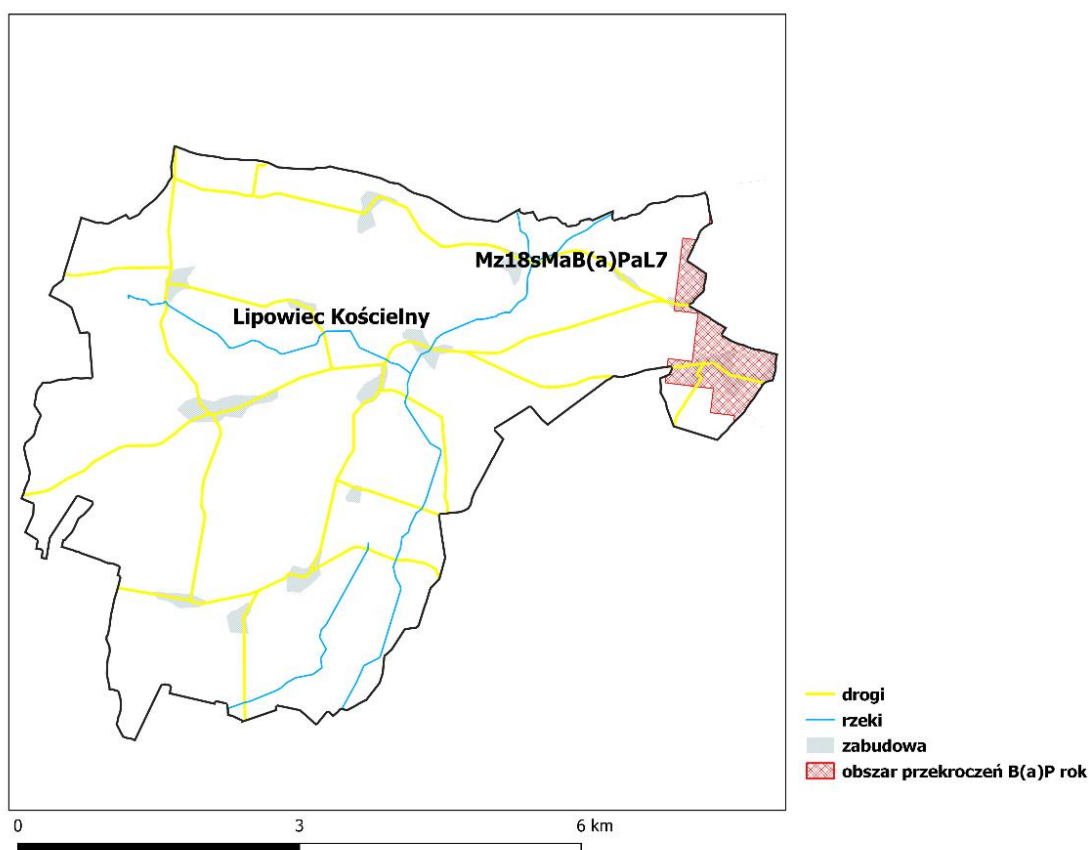 Mz18sMaB(a)PaL7
Lipowiec Kościelny
drogi
rzeki
zabudowa
obszar przekroczeń B(a)P rok
0 3 6 km